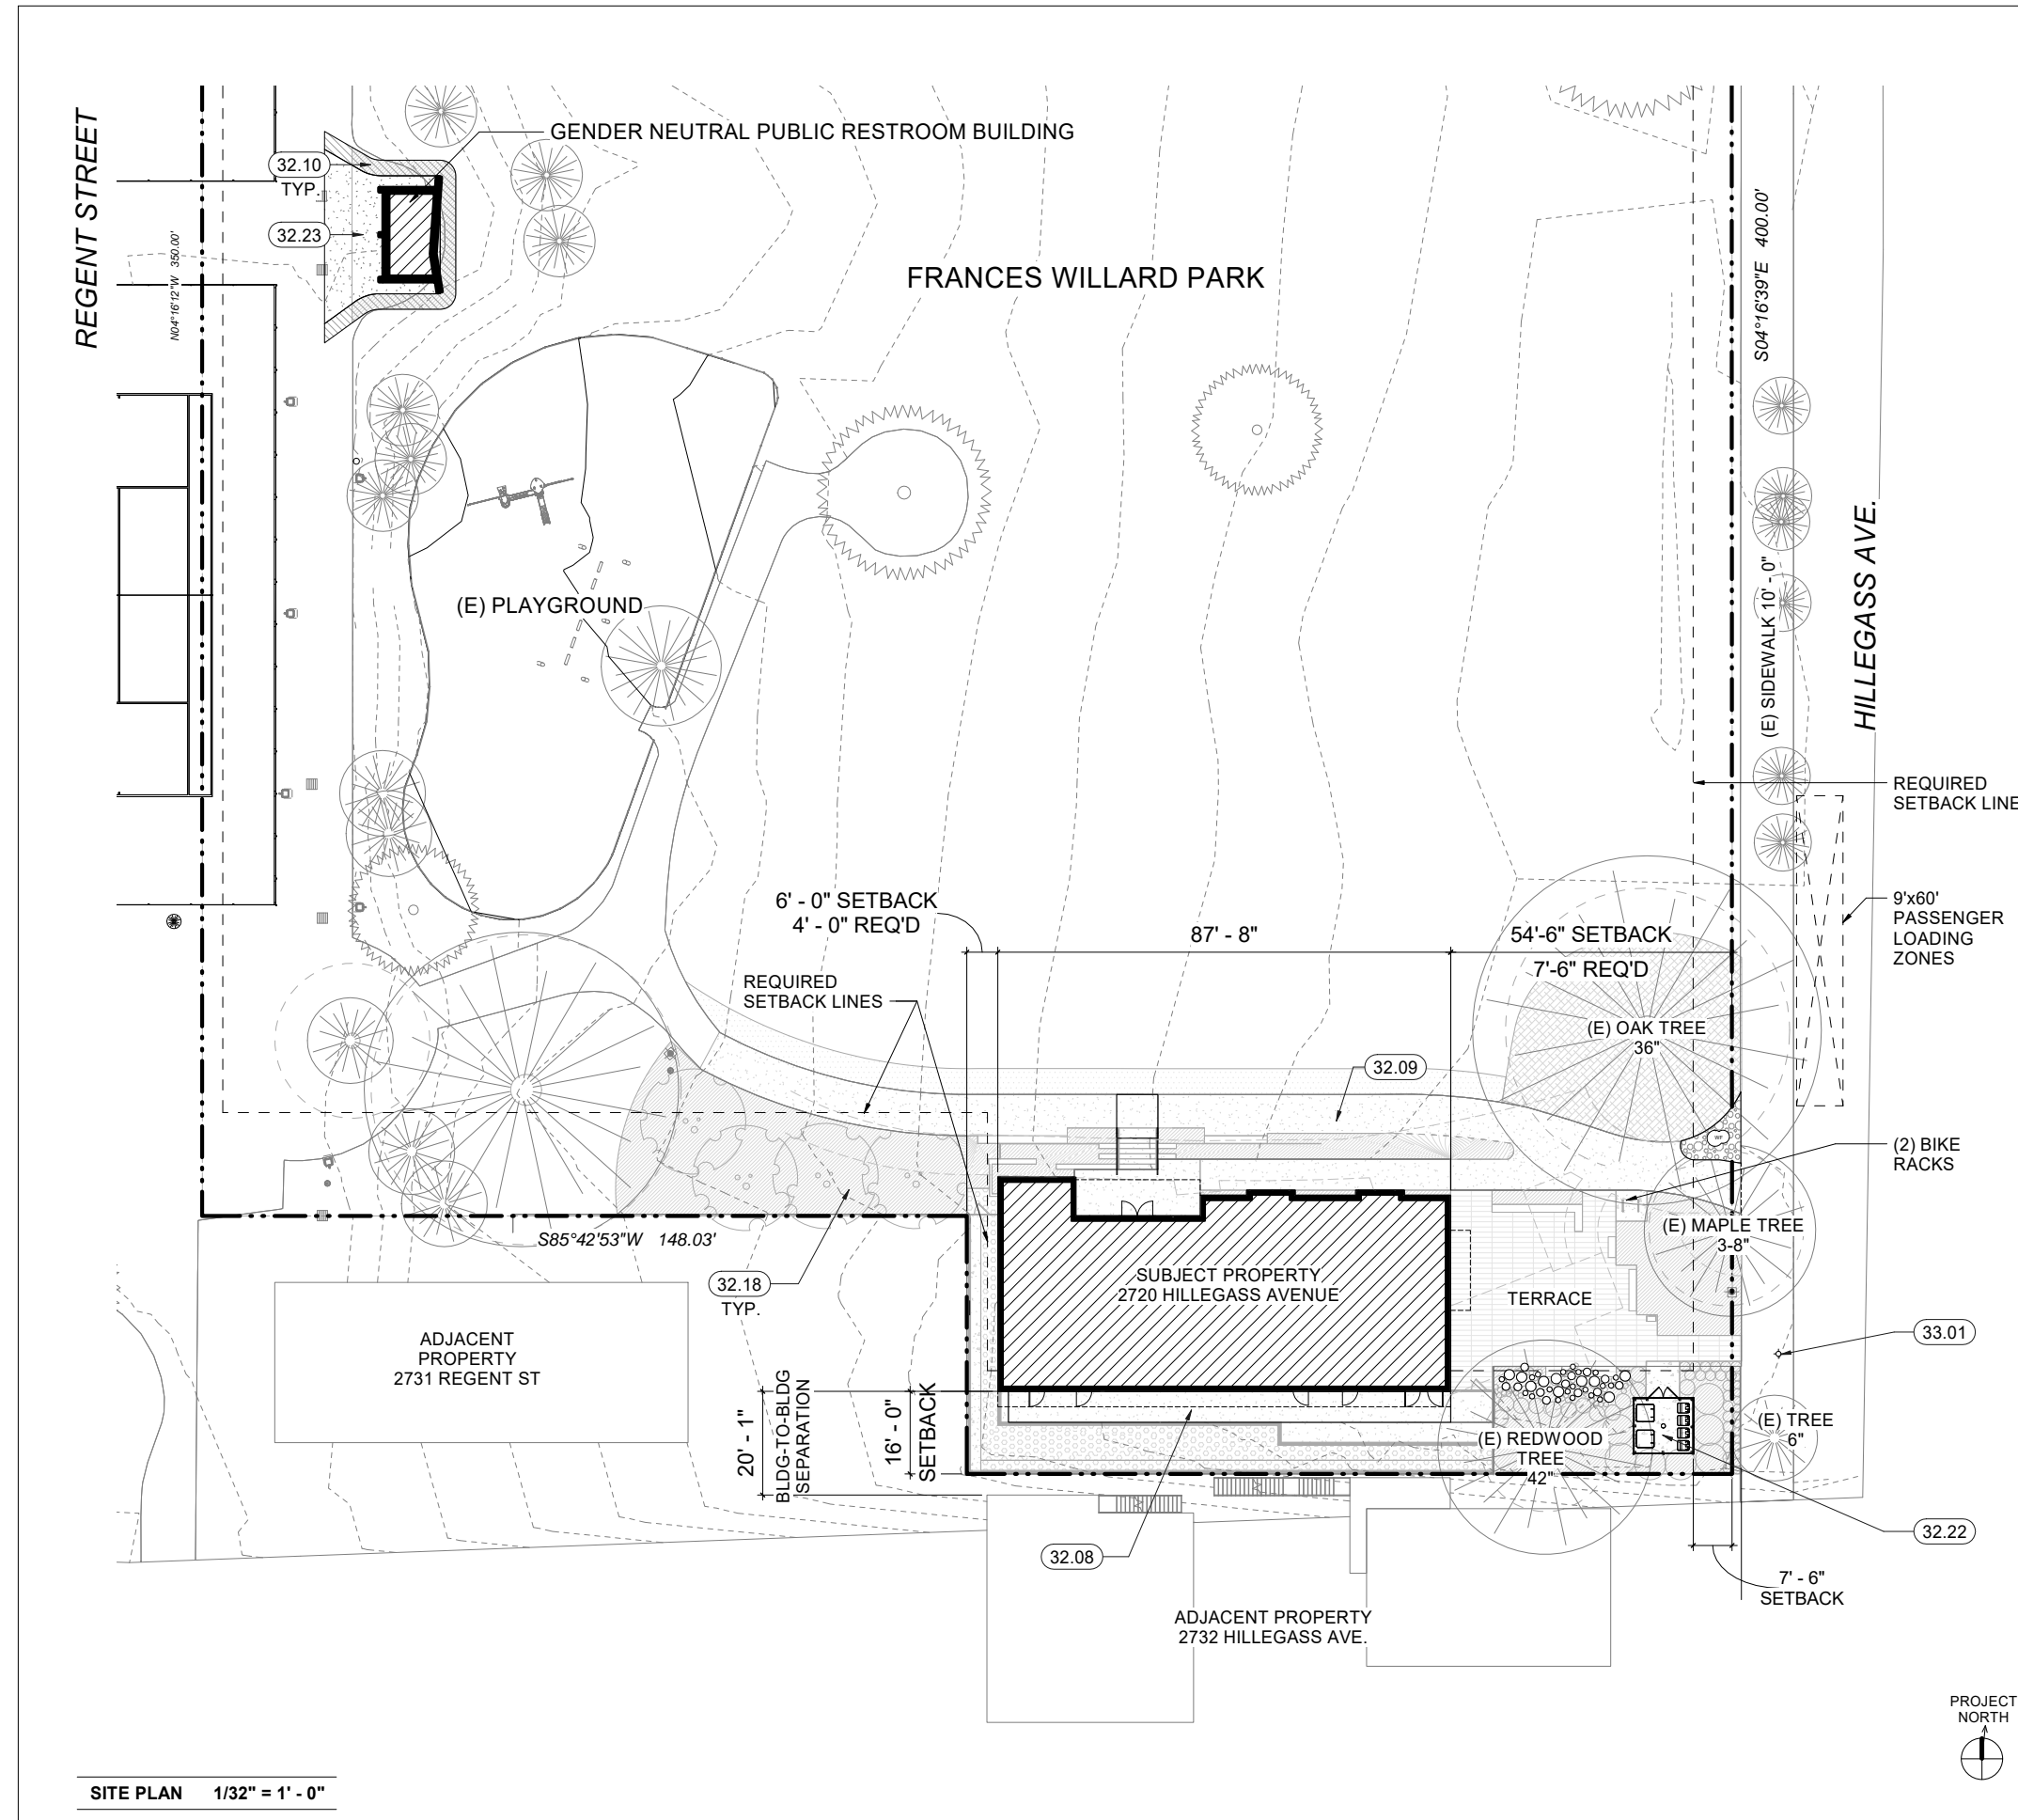 REGENT STREET
GENDER NEUTRAL PUBLIC RESTROOM BUILDING
32.10
TYP.
32.23
N04°16'12"W 350.00'
FRANCES WILLARD PARK
S04°16'39"E 400.00'
HILLEGASS AVE.
(E) SIDEWALK 10' - 0"
(E) PLAYGROUND
REQUIRED
SETBACK LINE
6' - 0" SETBACK
4' - 0" REQ'D
87' - 8"
54'-6" SETBACK
7'-6" REQ'D
9'x60'
PASSENGER
LOADING
ZONES
REQUIRED
SETBACK LINES
(E) OAK TREE
36"
32.09
WF
(2) BIKE
RACKS
(E) MAPLE TREE
3-8"
S85°42'53"W 148.03'
32.18
TYP.
SUBJECT PROPERTY
2720 HILLEGASS AVENUE
TERRACE
33.01
ADJACENT
PROPERTY
2731 REGENT ST
20' - 1"
BLDG-TO-BLDG
SEPARATION
16' - 0"
SETBACK
(E) REDWOOD
TREE
42"
(E) TREE
6"
32.22
32.08
7' - 6"
SETBACK
ADJACENT PROPERTY
2732 HILLEGASS AVE.
PROJECT
NORTH
SITE PLAN 1/32" = 1' - 0"